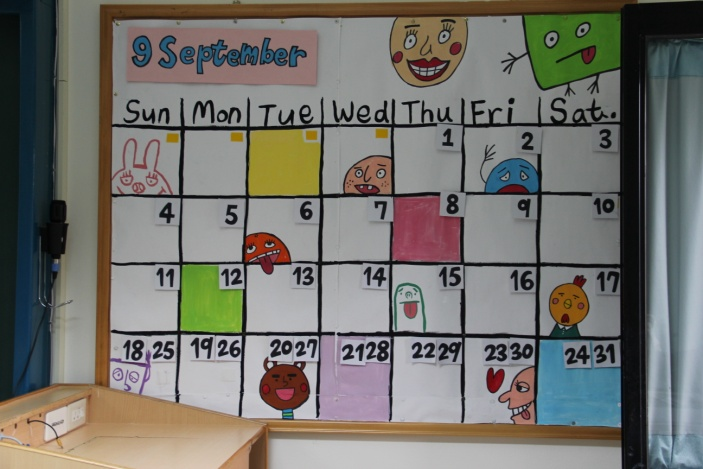 9 September
Sun Mon Tue Wed Thu Fri Sat.
1 2 3
4 5 6 7 8 9 10
11 12 13 14 15 16 17
18 25 19 26 20 27 21 28 22 29 23 30 24 31